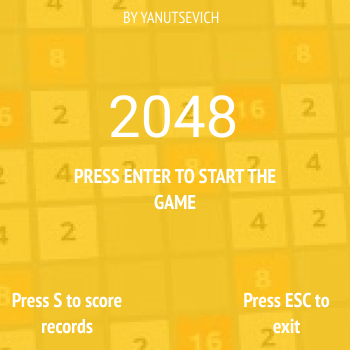 BY YANUTSEVICH
2048
PRESS ENTER TO START THE
GAME
Press S to score
records
Press ESC to
exit